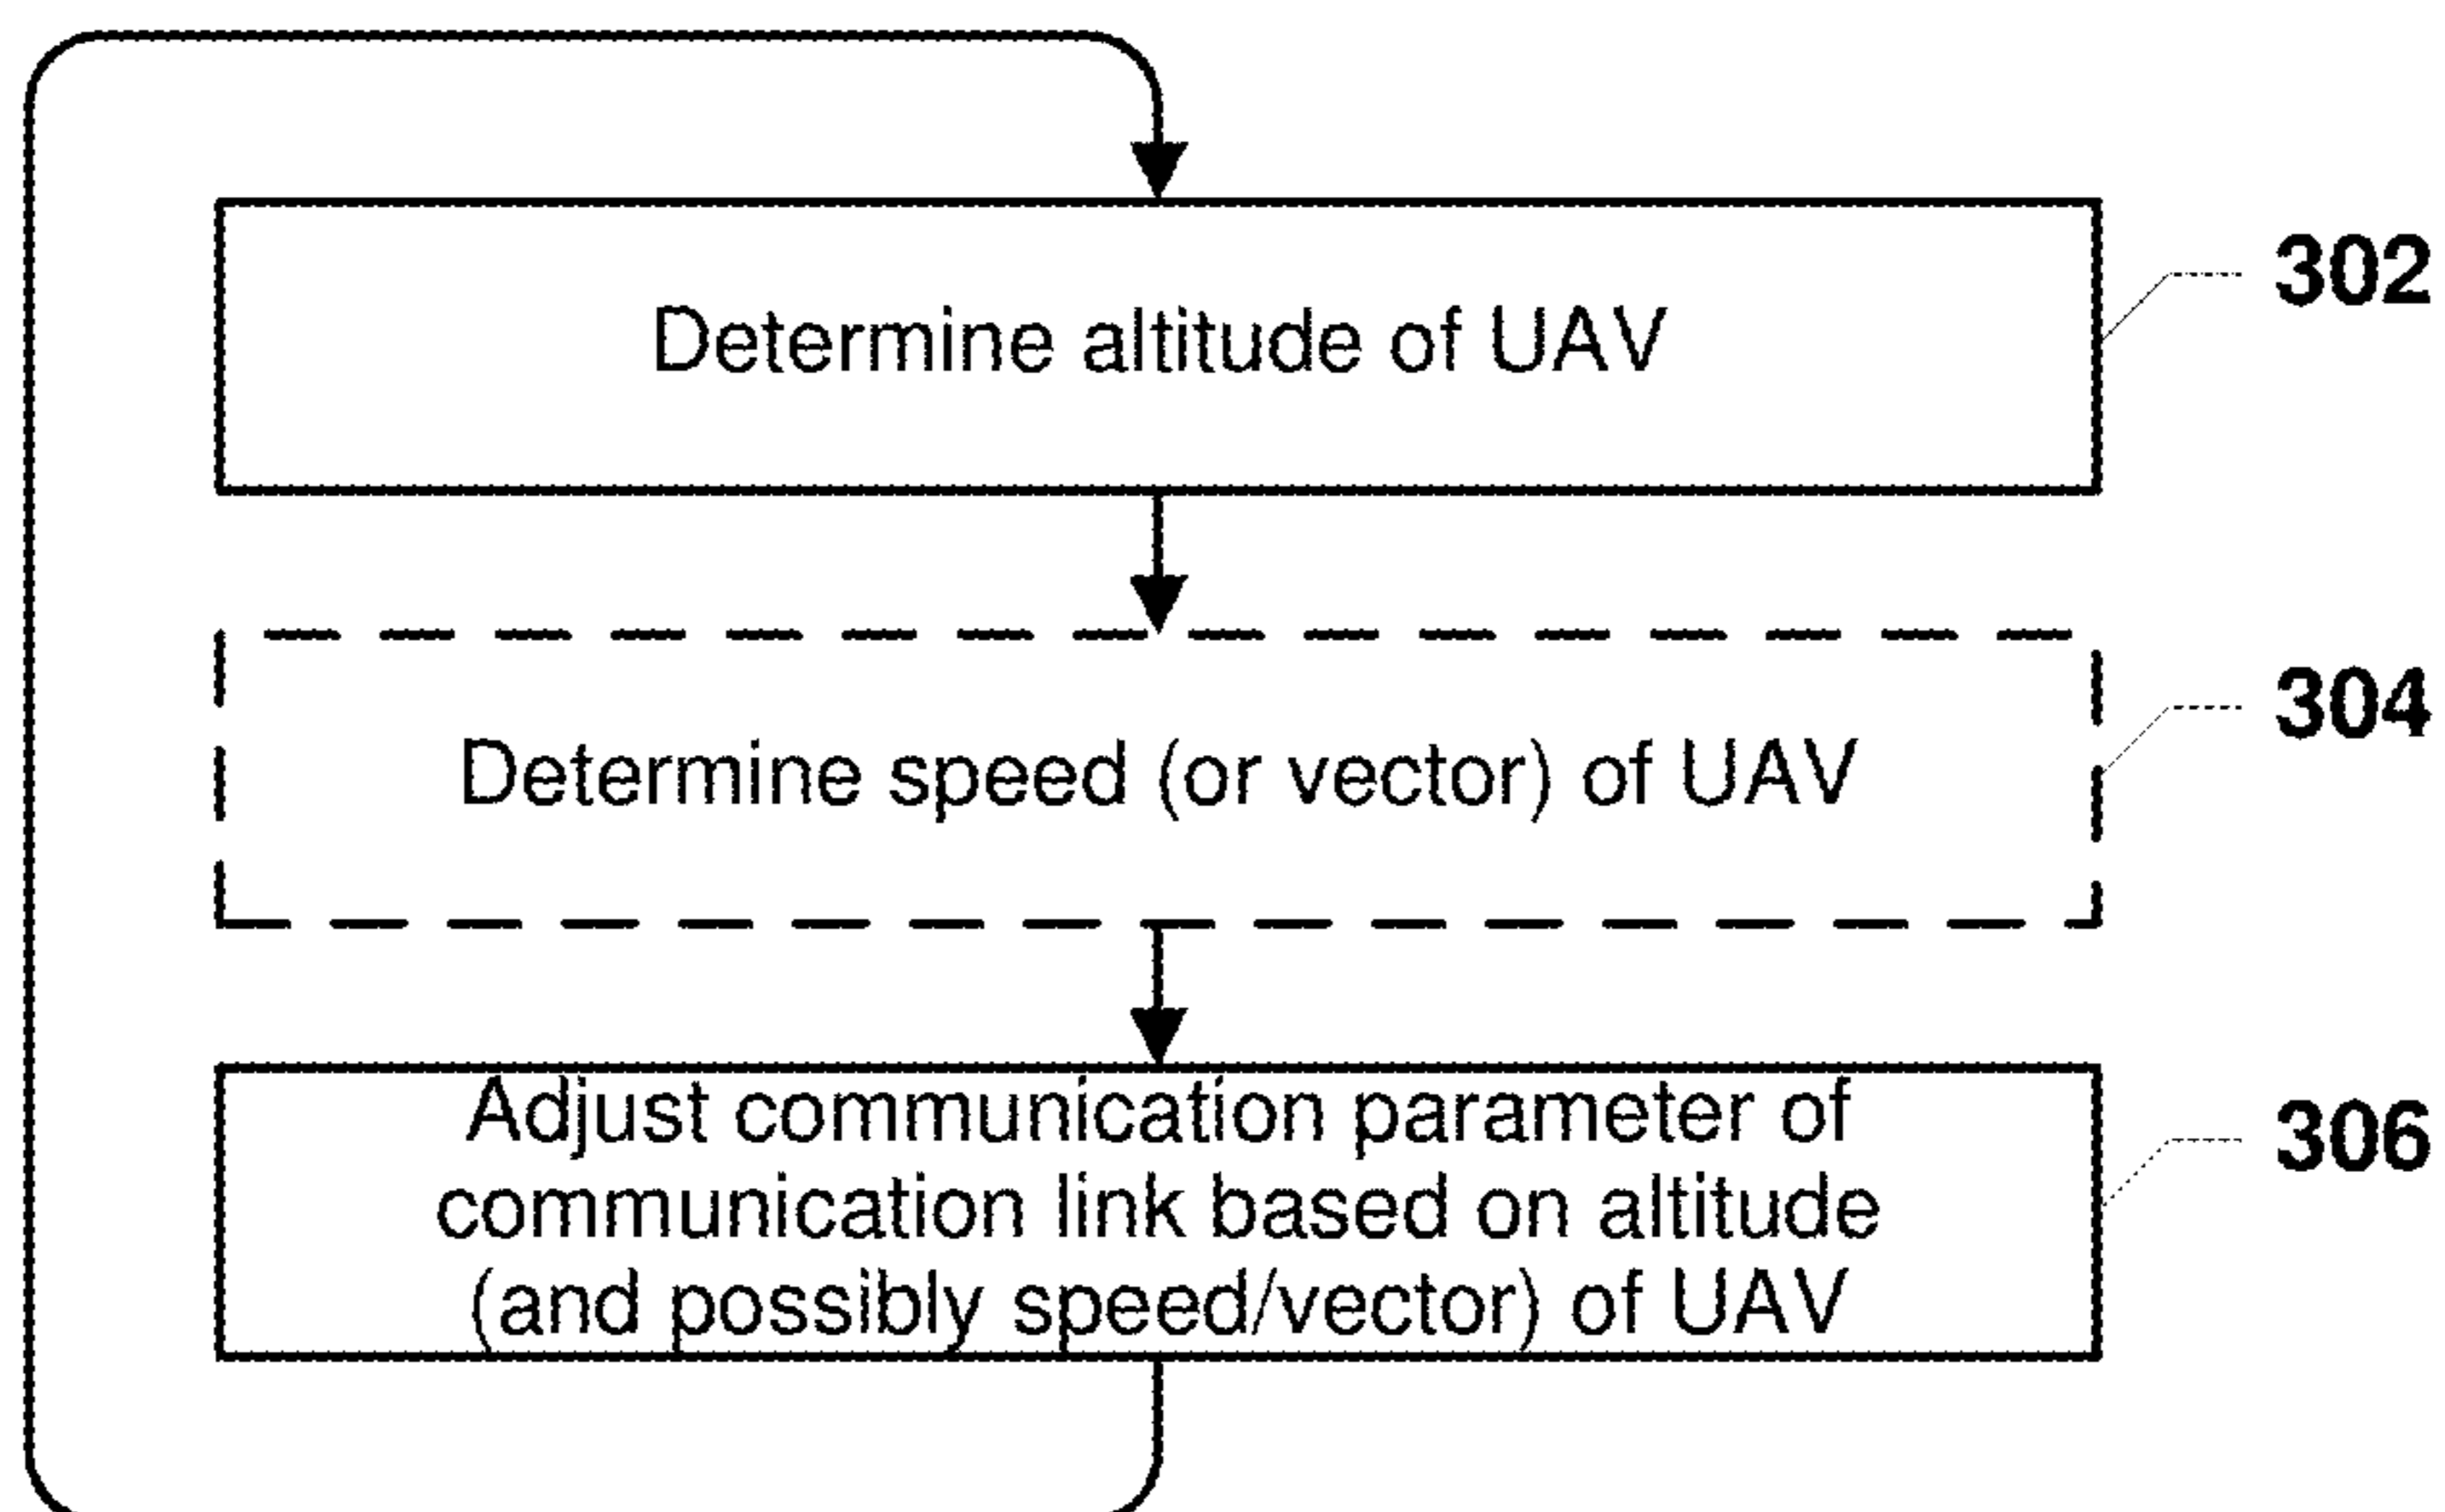 Determine altitude of UAV
302
Determine speed (or vector) of UAV
304
Adjust communication parameter of
communication link based on altitude
(and possibly speed/vector) of UAV
306